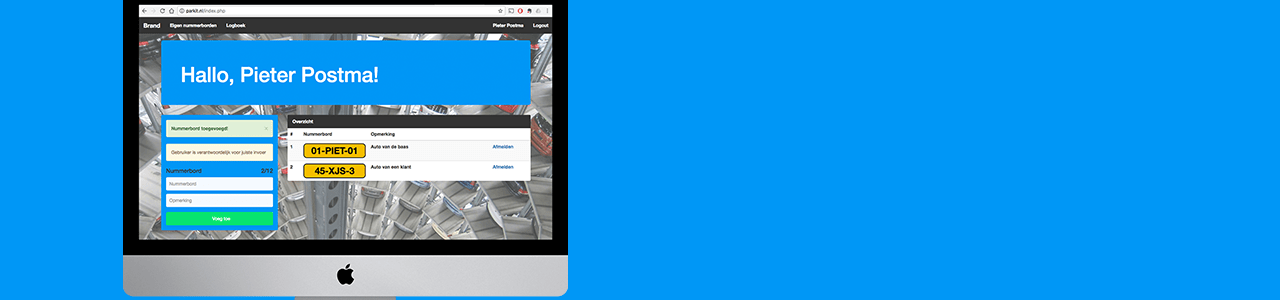 parkit.nl/index.php
Brand Eigen nummerborden Logboek Pieter Postma Logout
Hallo, Pieter Postma!
Nummerbord toegevoegd! ×
Gebruiker is verantwoordelijk voor juiste invoer
Nummerbord 2/12
Nummerbord
Opmerking
Voeg toe
Overzicht
# Nummerbord Opmerking
1 01-PIET-01 Auto van de baas Afmelden
2 45-XJS-3 Auto van een klant Afmelden